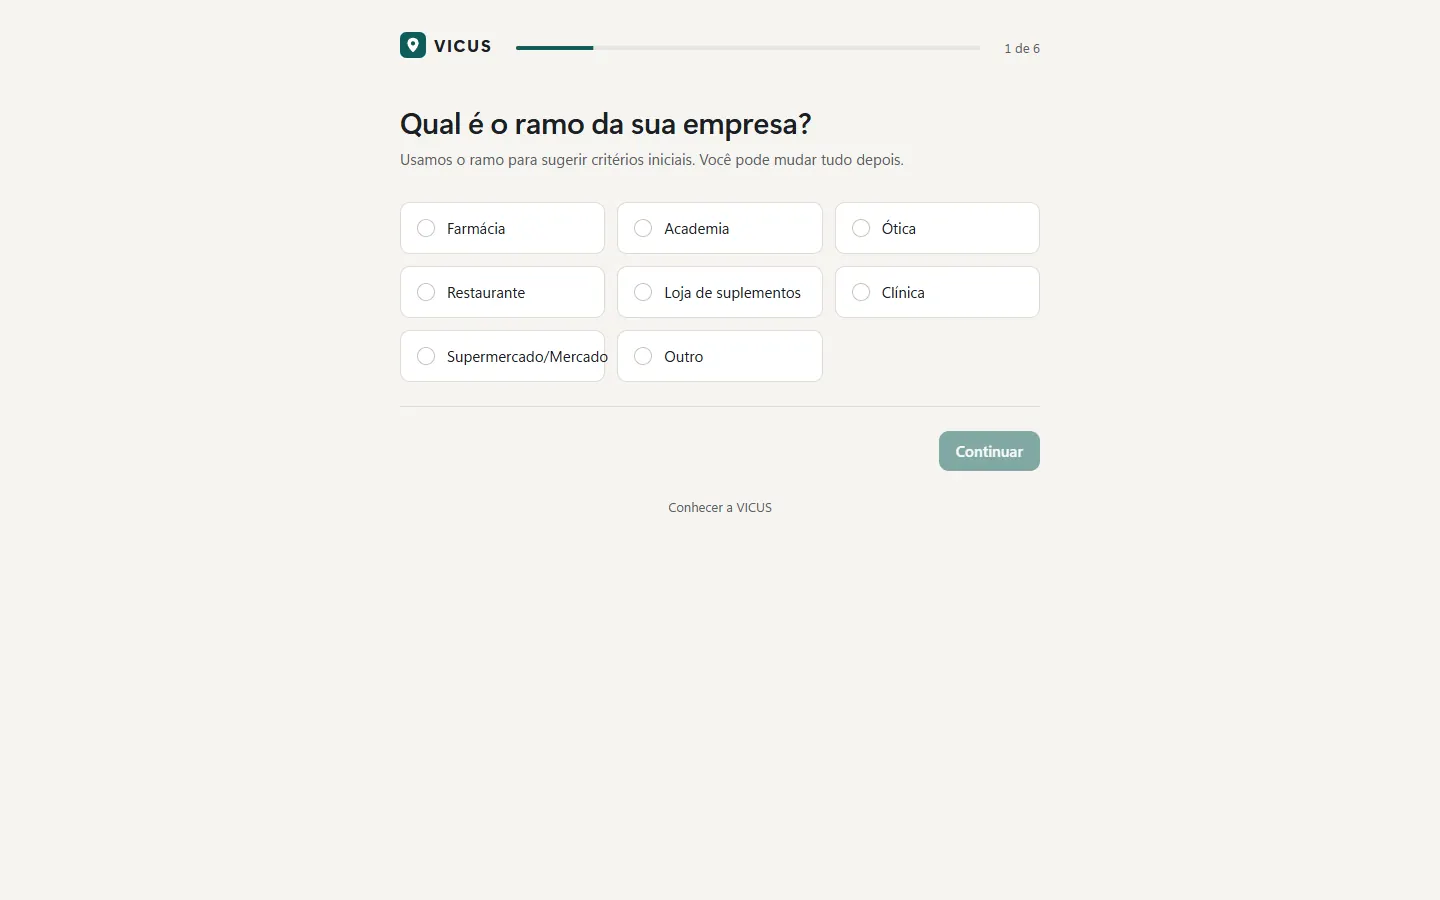 VICUS
1 de 6
Qual é o ramo da sua empresa?
Usamos o ramo para sugerir critérios iniciais. Você pode mudar tudo depois.
Farmácia
Academia
Ótica
Restaurante
Loja de suplementos
Clínica
Supermercado/Mercado
Outro
Continuar
Conhecer a VICUS